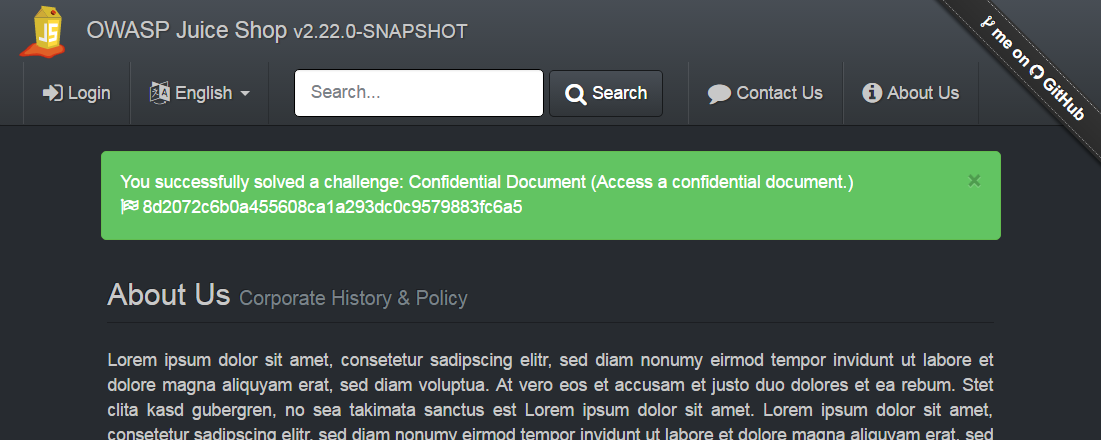 JS
OWASP Juice Shop v2.22.0-SNAPSHOT
me on GitHub
Login
English
Search...
Search
Contact Us
About Us
You successfully solved a challenge: Confidential Document (Access a confidential document.)
×
8d2072c6b0a455608ca1a293dc0c9579883fc6a5
About Us Corporate History & Policy
Lorem ipsum dolor sit amet, consetetur sadipscing elitr, sed diam nonumy eirmod tempor invidunt ut labore et
dolore magna aliquyam erat, sed diam voluptua. At vero eos et accusam et justo duo dolores et ea rebum. Stet
clita kasd gubergren, no sea takimata sanctus est Lorem ipsum dolor sit amet. Lorem ipsum dolor sit amet,
consetetur sadipscing elitr, sed diam nonumy eirmod tempor invidunt ut labore et dolore magna aliquyam erat, sed